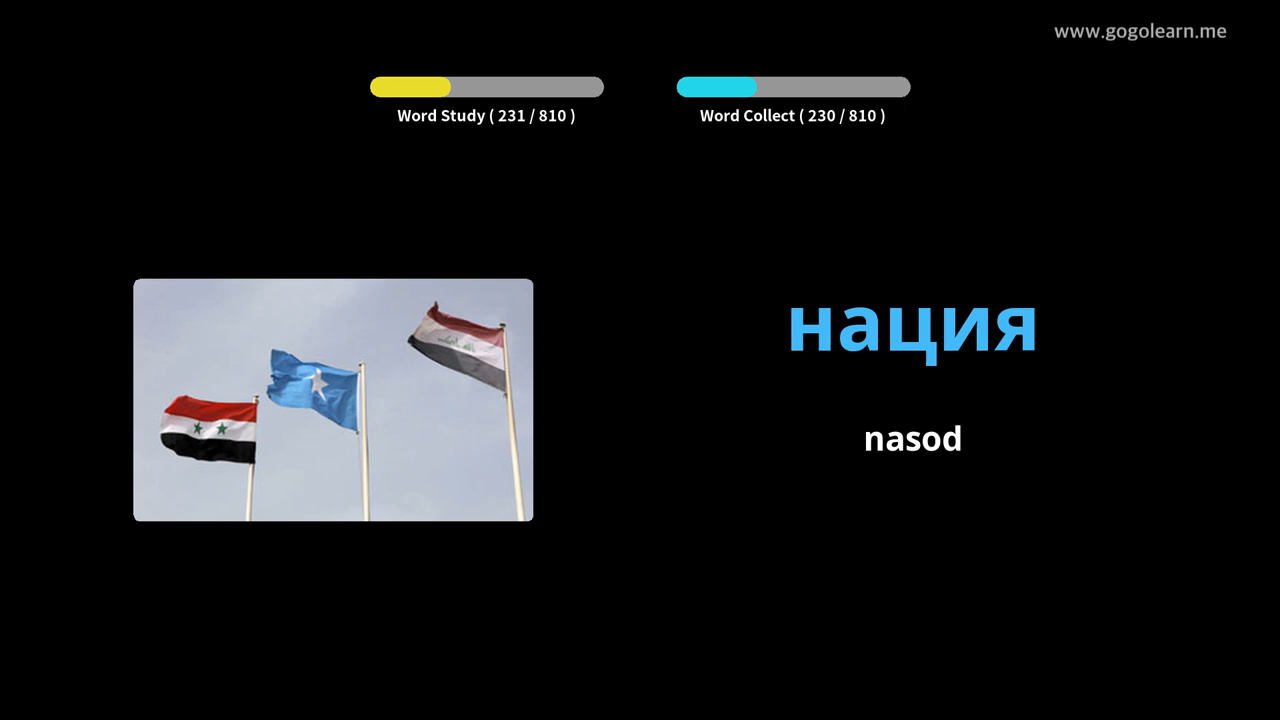 www.gogolearn.me
Word Study ( 231 / 810 )
Word Collect ( 230 / 810 )
нация
nasod